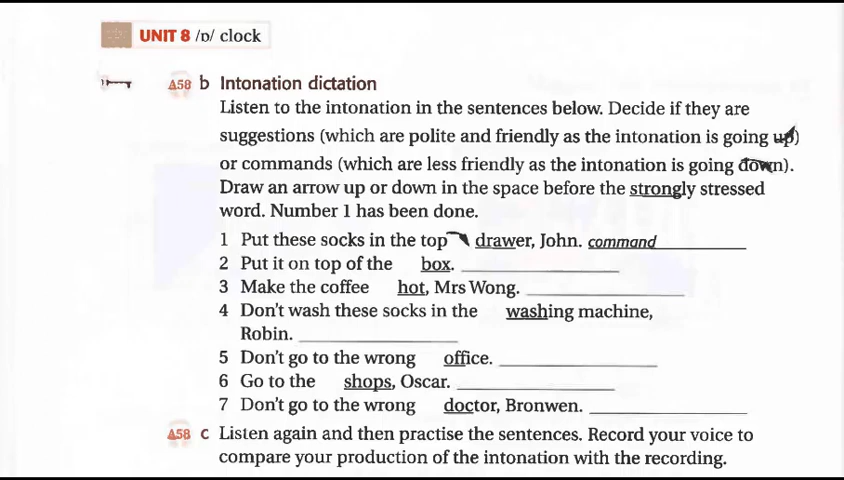 UNIT 8 /ɒ/ clock
A58 b Intonation dictation
Listen to the intonation in the sentences below. Decide if they are
suggestions (which are polite and friendly as the intonation is going up)
or commands (which are less friendly as the intonation is going down).
Draw an arrow up or down in the space before the strongly stressed
word. Number 1 has been done.
1 Put these socks in the top drawer, John. command
2 Put it on top of the box.
3 Make the coffee hot, Mrs Wong.
4 Don't wash these socks in the washing machine,
Robin.
5 Don't go to the wrong office.
6 Go to the shops, Oscar.
7 Don't go to the wrong doctor, Bronwen.
A58 c Listen again and then practise the sentences. Record your voice to
compare your production of the intonation with the recording.